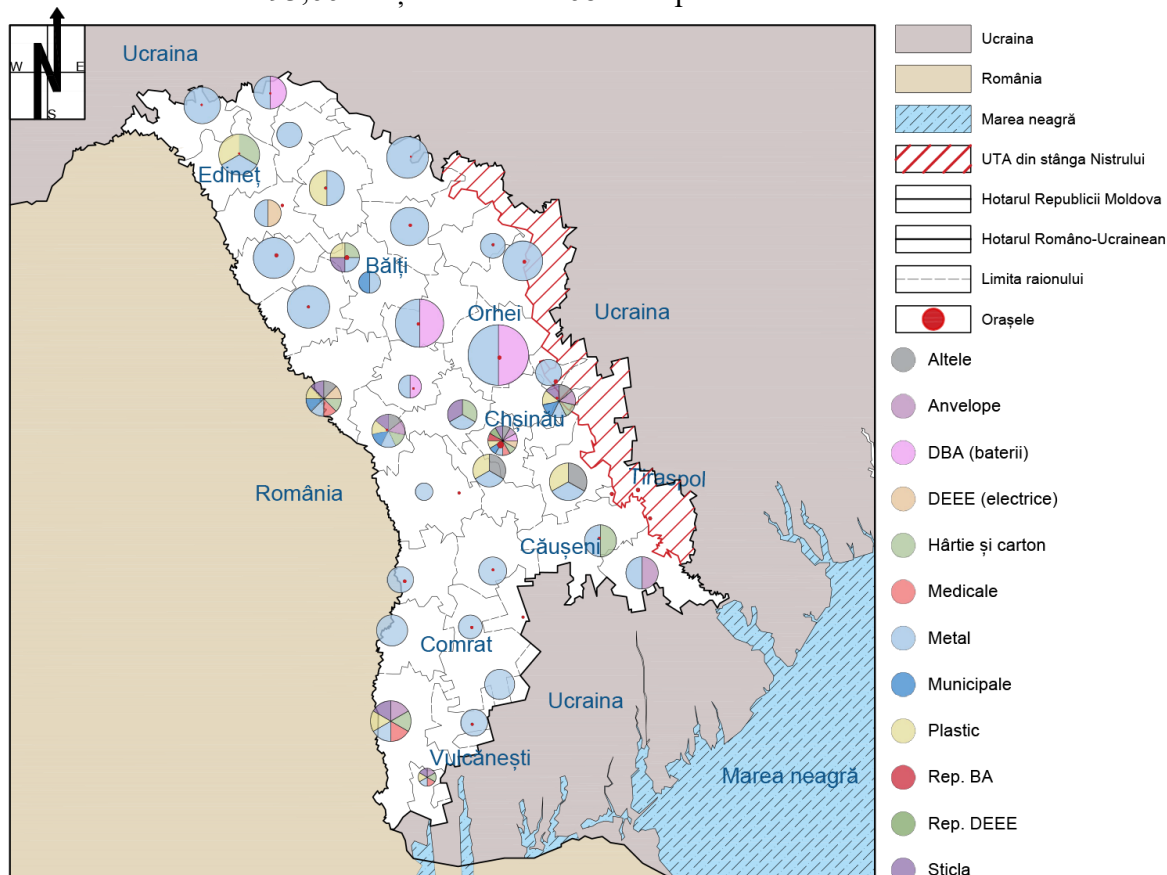 N
W
E
S
Ucraina
Edineț
Bălți
Orhei
Ucraina
Chșinău
România
Tiraspol
Căușeni
Comrat
Ucraina
Vulcănești
Marea neagră
Ucraina
România
Marea neagră
UTA din stânga Nistrului
Hotarul Republicii Moldova
Hotarul Româno-Ucrainean
Limita raionului
Orașele
Altele
Anvelope
DBA (baterii)
DEEE (electrice)
Hârtie și carton
Medicale
Metal
Municipale
Plastic
Rep. BA
Rep. DEEE
Sticla